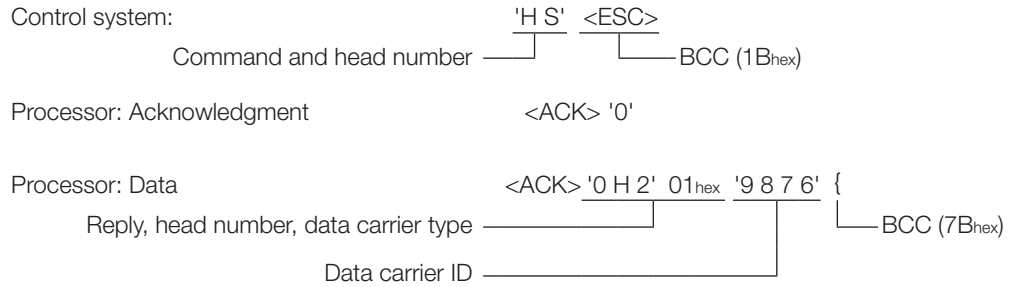 Control system: 'H S' <ESC>
Command and head number BCC (1Bhex)
Processor: Acknowledgment <ACK> '0'
Processor: Data <ACK> '0 H 2' 01hex '9 8 7 6' {
Reply, head number, data carrier type BCC (7Bhex)
Data carrier ID